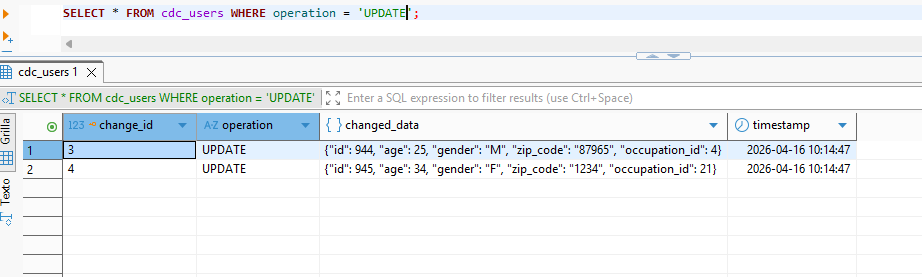 SELECT * FROM cdc_users WHERE operation = 'UPDATE';
cdc_users 1
SELECT * FROM cdc_users WHERE operation = 'UPDATE' Enter a SQL expression to filter results (use Ctrl+Space)
Grilla
Texto
123 change_id A-Z operation {} changed_data timestamp
1 3 UPDATE {"id": 944, "age": 25, "gender": "M", "zip_code": "87965", "occupation_id": 4} 2026-04-16 10:14:47
2 4 UPDATE {"id": 945, "age": 34, "gender": "F", "zip_code": "1234", "occupation_id": 21} 2026-04-16 10:14:47